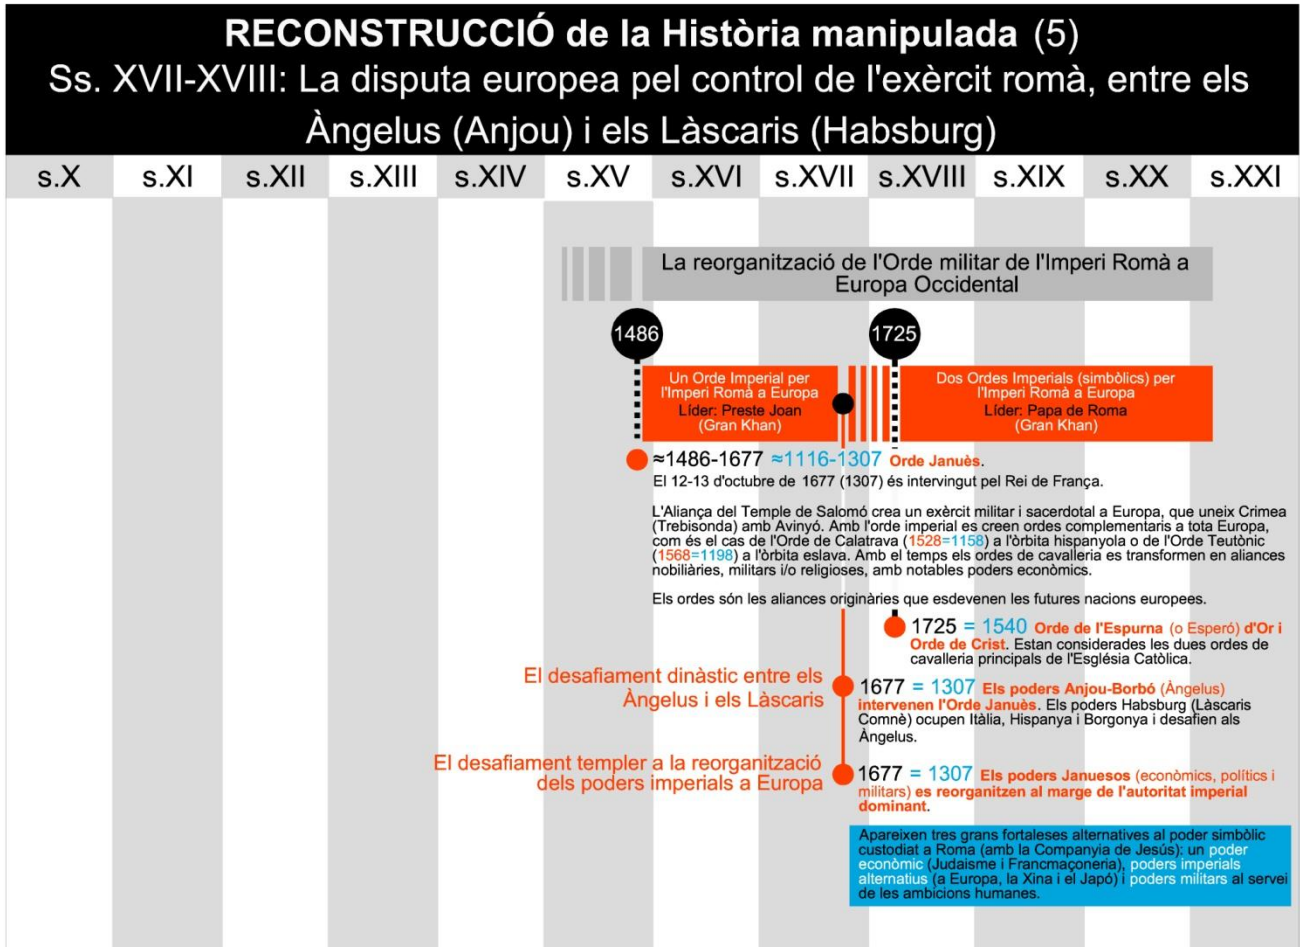 RECONSTRUCCIÓ de la Història manipulada (5)
Ss. XVII-XVIII: La disputa europea pel control de l'exèrcit romà, entre els
Àngelus (Anjou) i els Làscaris (Habsburg)
s.X s.XI s.XII s.XIII s.XIV s.XV s.XVI s.XVII s.XVIII s.XIX s.XX s.XXI
La reorganització de l'Orde militar de l'Imperi Romà a
Europa Occidental
1486
1725
Un Orde Imperial per
l'Imperi Romà a Europa
Líder: Preste Joan
(Gran Khan)
Dos Ordes Imperials (simbòlics) per
l'Imperi Romà a Europa
Líder: Papa de Roma
(Gran Khan)
≈1486-1677 ≈1116-1307 Orde Januès.
El 12-13 d'octubre de 1677 (1307) és intervingut pel Rei de França.
L'Aliança del Temple de Salomó crea un exèrcit militar i sacerdotal a Europa, que uneix Crimea
(Trebisonda) amb Avinyó. Amb l'orde imperial es creen ordes complementaris a tota Europa,
com és el cas de l'Orde de Calatrava (1528=1158) a l'òrbita hispanyola o de l'Orde Teutònic
(1568=1198) a l'òrbita eslava. Amb el temps els ordes de cavalleria es transformen en aliances
nobiliàries, militars i/o religioses, amb notables poders econòmics.
Els ordes són les aliances originàries que esdevenen les futures nacions europees.
1725 = 1540 Orde de l'Espurna (o Esperó) d'Or i
Orde de Crist. Estan considerades les dues ordes de
cavalleria principals de l'Església Catòlica.
El desafiament dinàstic entre els
Àngelus i els Làscaris
1677 = 1307 Els poders Anjou-Borbó (Àngelus)
intervenen l'Orde Januès. Els poders Habsburg (Làscaris
Comnè) ocupen Itàlia, Hispanya i Borgonya i desafien als
Àngelus.
El desafiament templer a la reorganització
dels poders imperials a Europa
1677 = 1307 Els poders Januesos (econòmics, polítics i
militars) es reorganitzen al marge de l'autoritat imperial
dominant.
Apareixen tres grans fortaleses alternatives al poder simbòlic
custodiat a Roma (amb la Companyia de Jesús): un poder
econòmic (Judaisme i Francmaçoneria), poders imperials
alternatius (a Europa, la Xina i el Japó) i poders militars al servei
de les ambicions humanes.